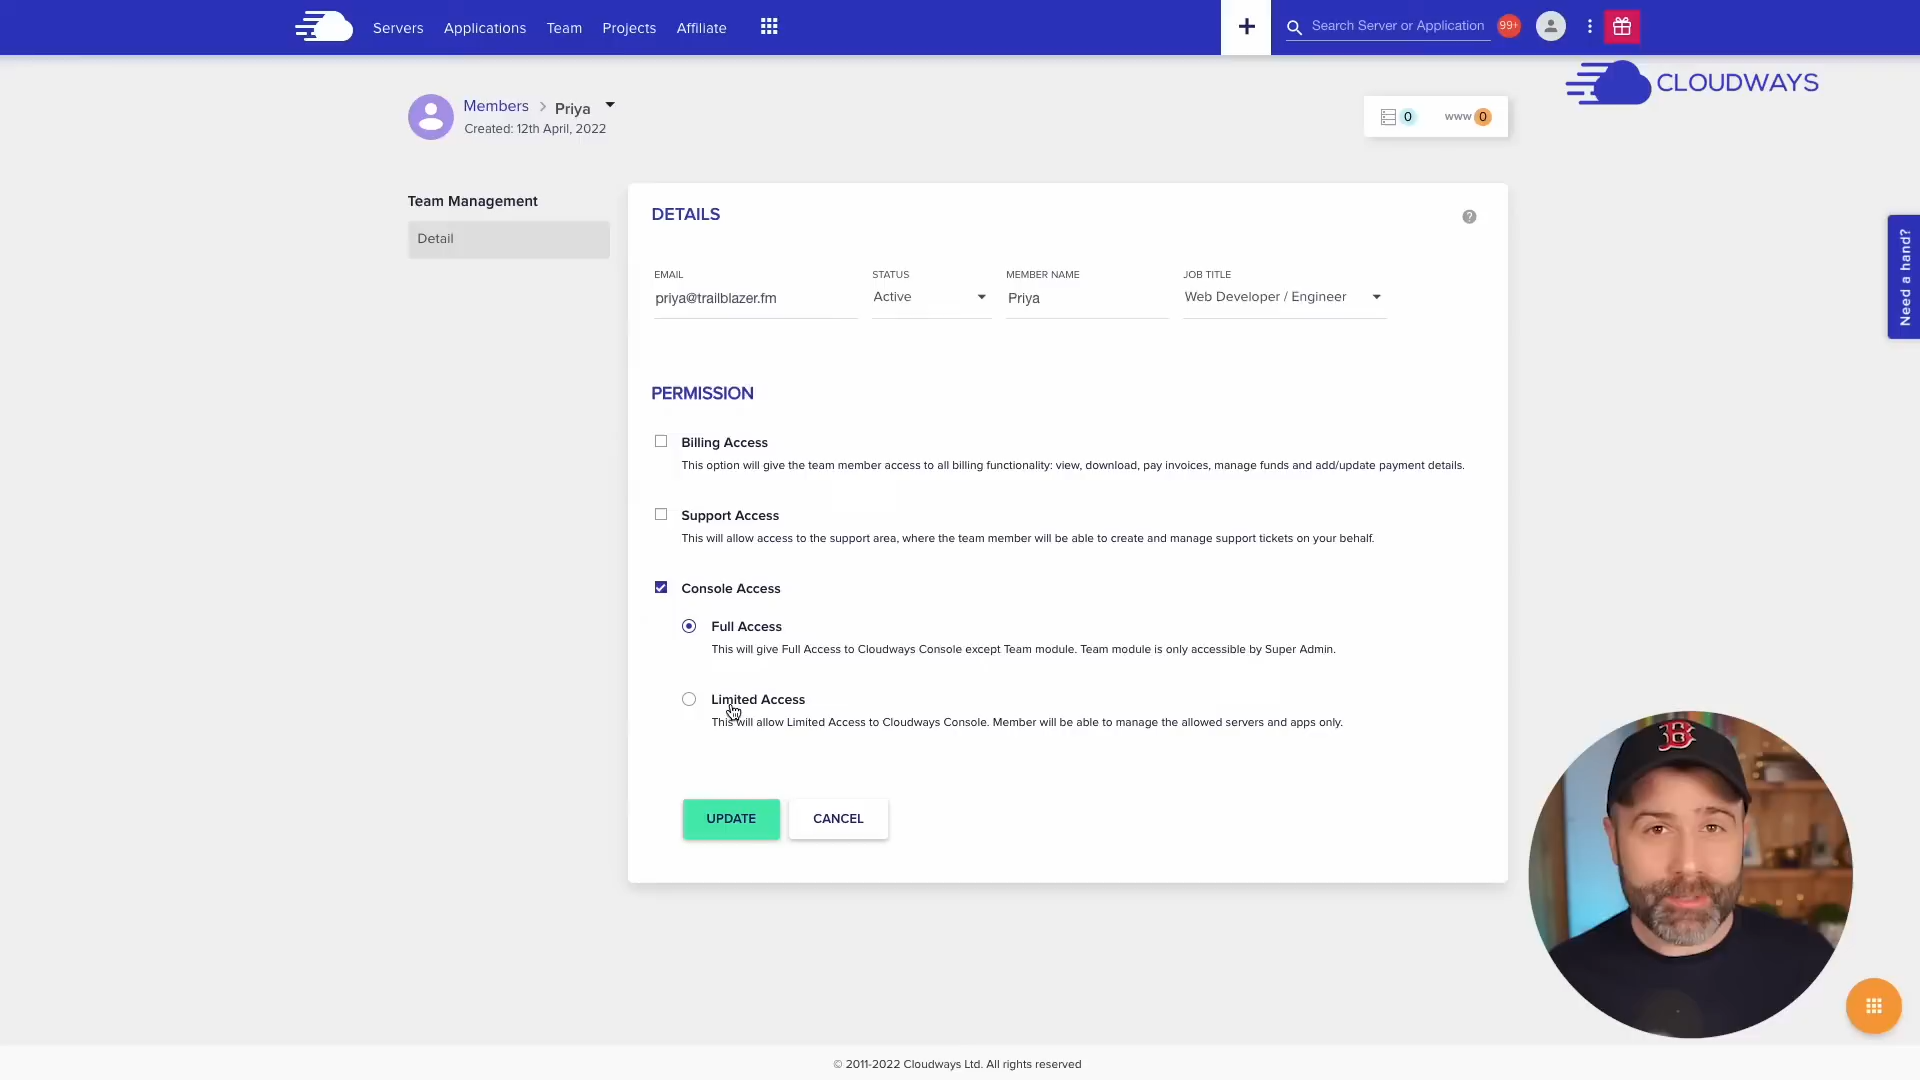 Servers Applications Team Projects Affiliate
+ Search Server or Application 99+
CLOUDWAYS
Members > Priya
Created: 12th April, 2022
0 www 0
Team Management
Detail
DETAILS
?
EMAIL STATUS MEMBER NAME JOB TITLE
priya@trailblazer.fm Active Priya Web Developer / Engineer
Need a hand?
PERMISSION
Billing Access
This option will give the team member access to all billing functionality: view, download, pay invoices, manage funds and add/update payment details.
Support Access
This will allow access to the support area, where the team member will be able to create and manage support tickets on your behalf.
Console Access
Full Access
This will give Full Access to Cloudways Console except Team module. Team module is only accessible by Super Admin.
Limited Access
This will allow Limited Access to Cloudways Console. Member will be able to manage the allowed servers and apps only.
B
UPDATE CANCEL
© 2011-2022 Cloudways Ltd. All rights reserved